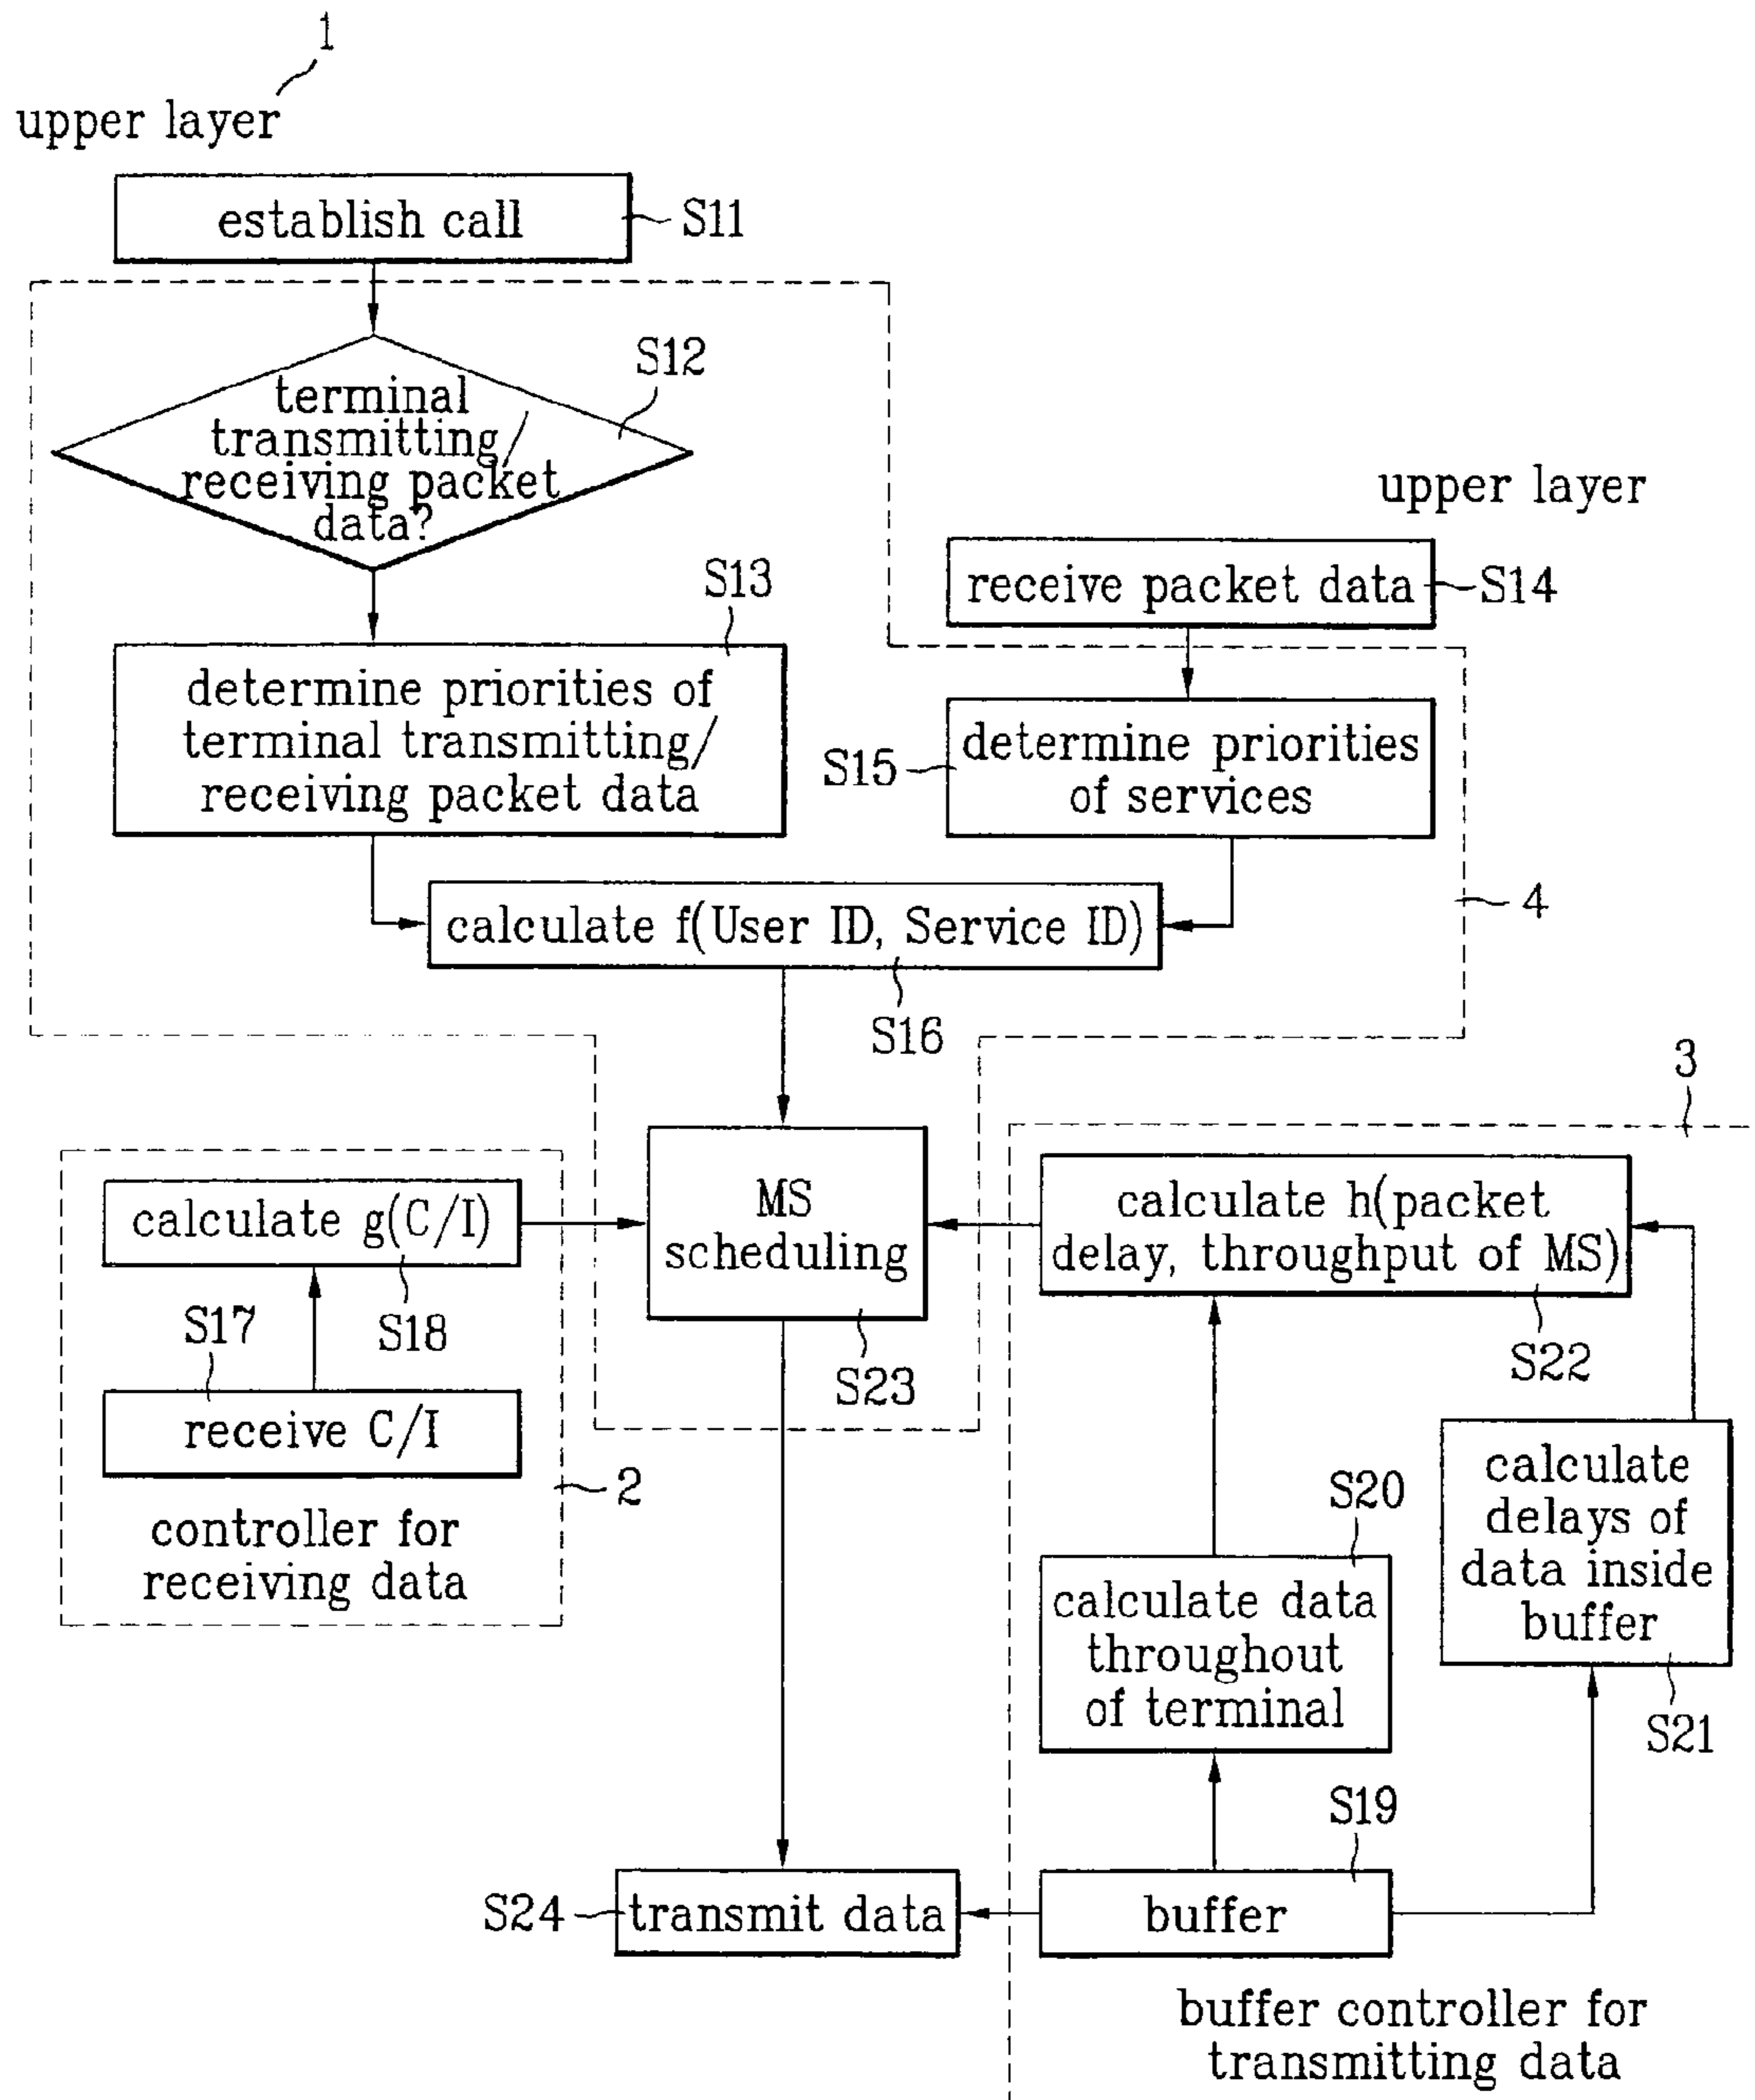 1
upper layer
establish call
S11
S12
terminal
transmitting/
receiving packet
data?
upper layer
receive packet data
S14
S13
determine priorities of
terminal transmitting/
receiving packet data
S15
determine priorities
of services
4
calculate f(User ID, Service ID)
S16
3
MS
scheduling
S23
calculate g(C/I)
S18
S17
receive C/I
2
controller for
receiving data
calculate h(packet
delay, throughput of MS)
S22
S20
calculate data
throughout
of terminal
calculate
delays of
data inside
buffer
S21
S19
buffer
S24
transmit data
buffer controller for
transmitting data